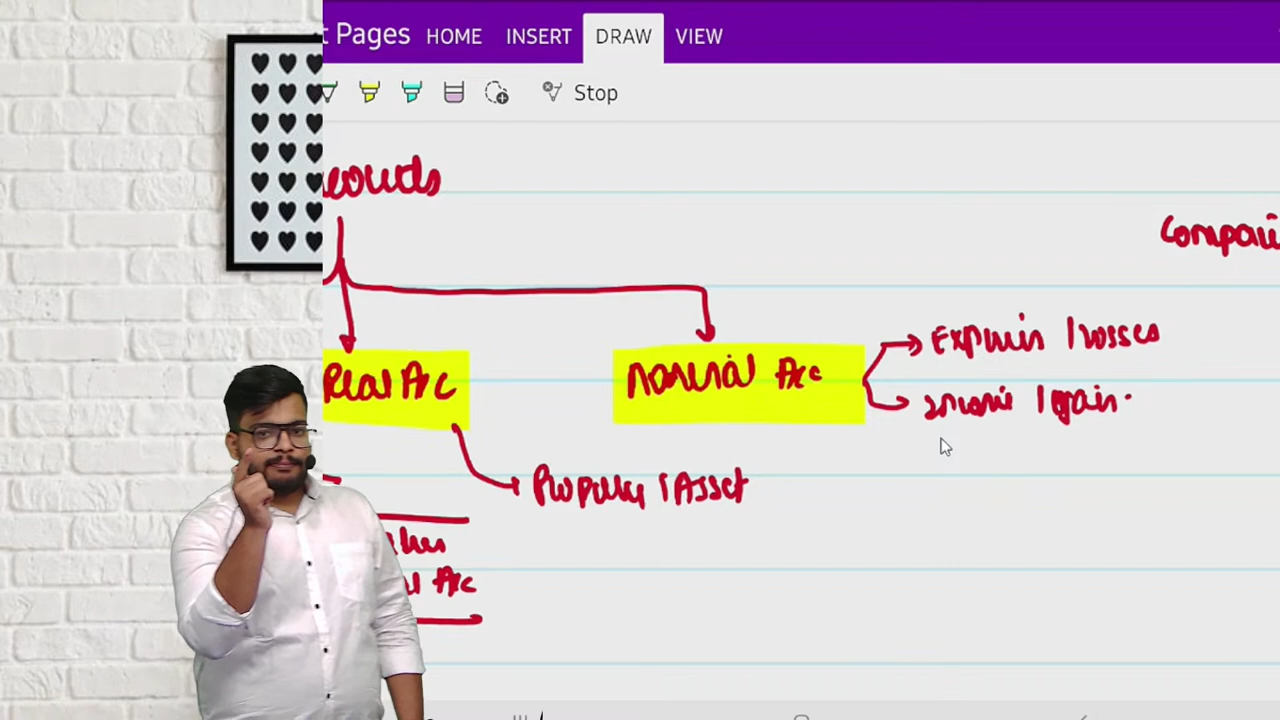 t Pages HOME INSERT DRAW VIEW
Stop
Real A/c
Nominal A/c
Expenses / Losses
Income / gain.
Property / Asset
A/c